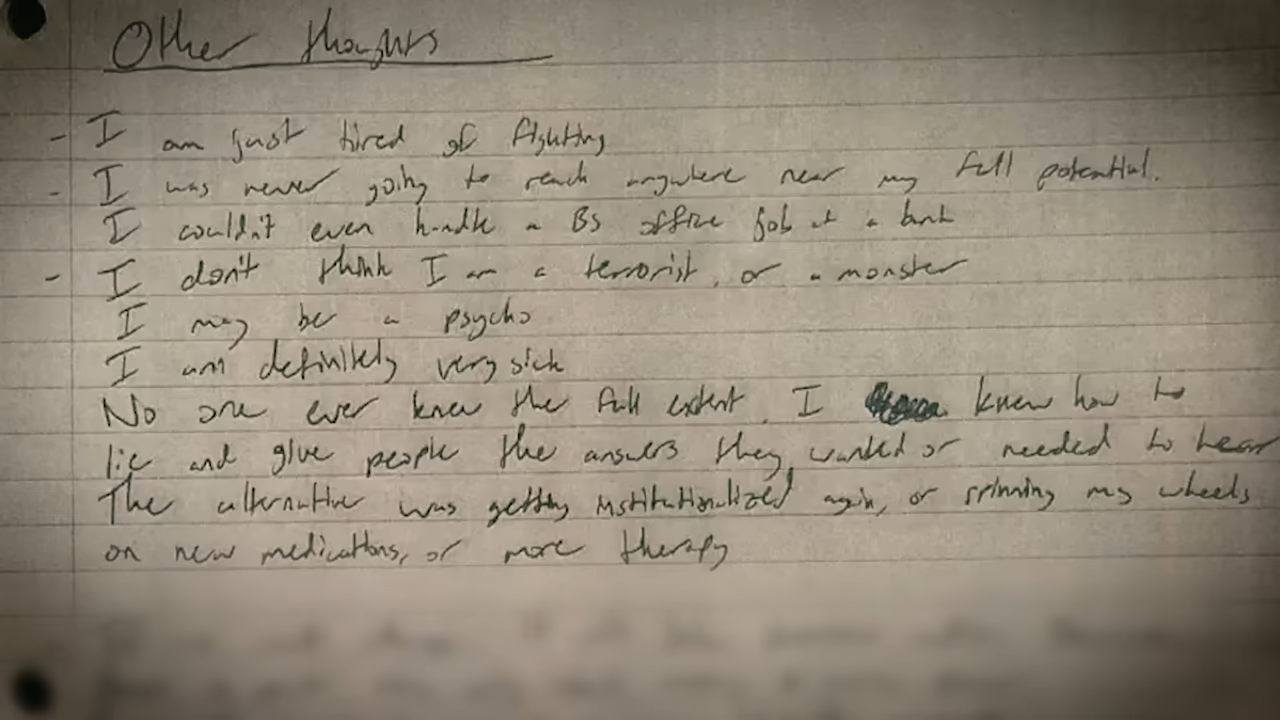 Other thoughts
- I am just tired of fighting
- I was never going to reach anywhere near my full potential.
I couldn't even handle a BS office job at a bank
- I don't think I am a terrorist, or a monster
I may be a psycho
I am definitely very sick
No one ever knew the full extent. I knew how to
lie and give people the answers they wanted or needed to hear
The alternative was getting institutionalized again, or spinning my wheels
on new medications, or more therapy